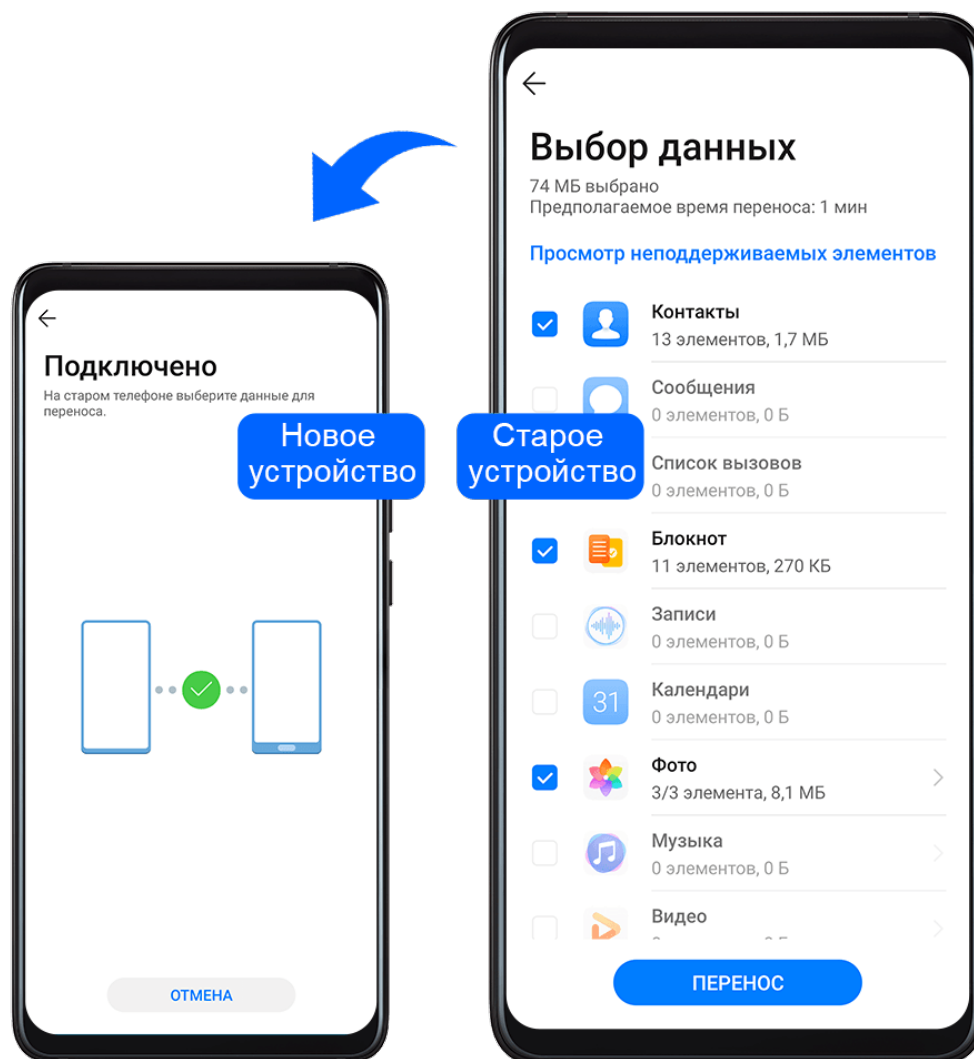 Подключено
На старом телефоне выберите данные для
переноса.
Новое
устройство
ОТМЕНА
Старое
устройство
Выбор данных
74 МБ выбрано
Предполагаемое время переноса: 1 мин
Просмотр неподдерживаемых элементов
Контакты
13 элементов, 1,7 МБ
Сообщения
0 элементов, 0 Б
Список вызовов
0 элементов, 0 Б
Блокнот
11 элементов, 270 КБ
Записи
0 элементов, 0 Б
31
Календари
0 элементов, 0 Б
Фото
3/3 элемента, 8,1 МБ
Музыка
0 элементов, 0 Б
Видео
ПЕРЕНОС